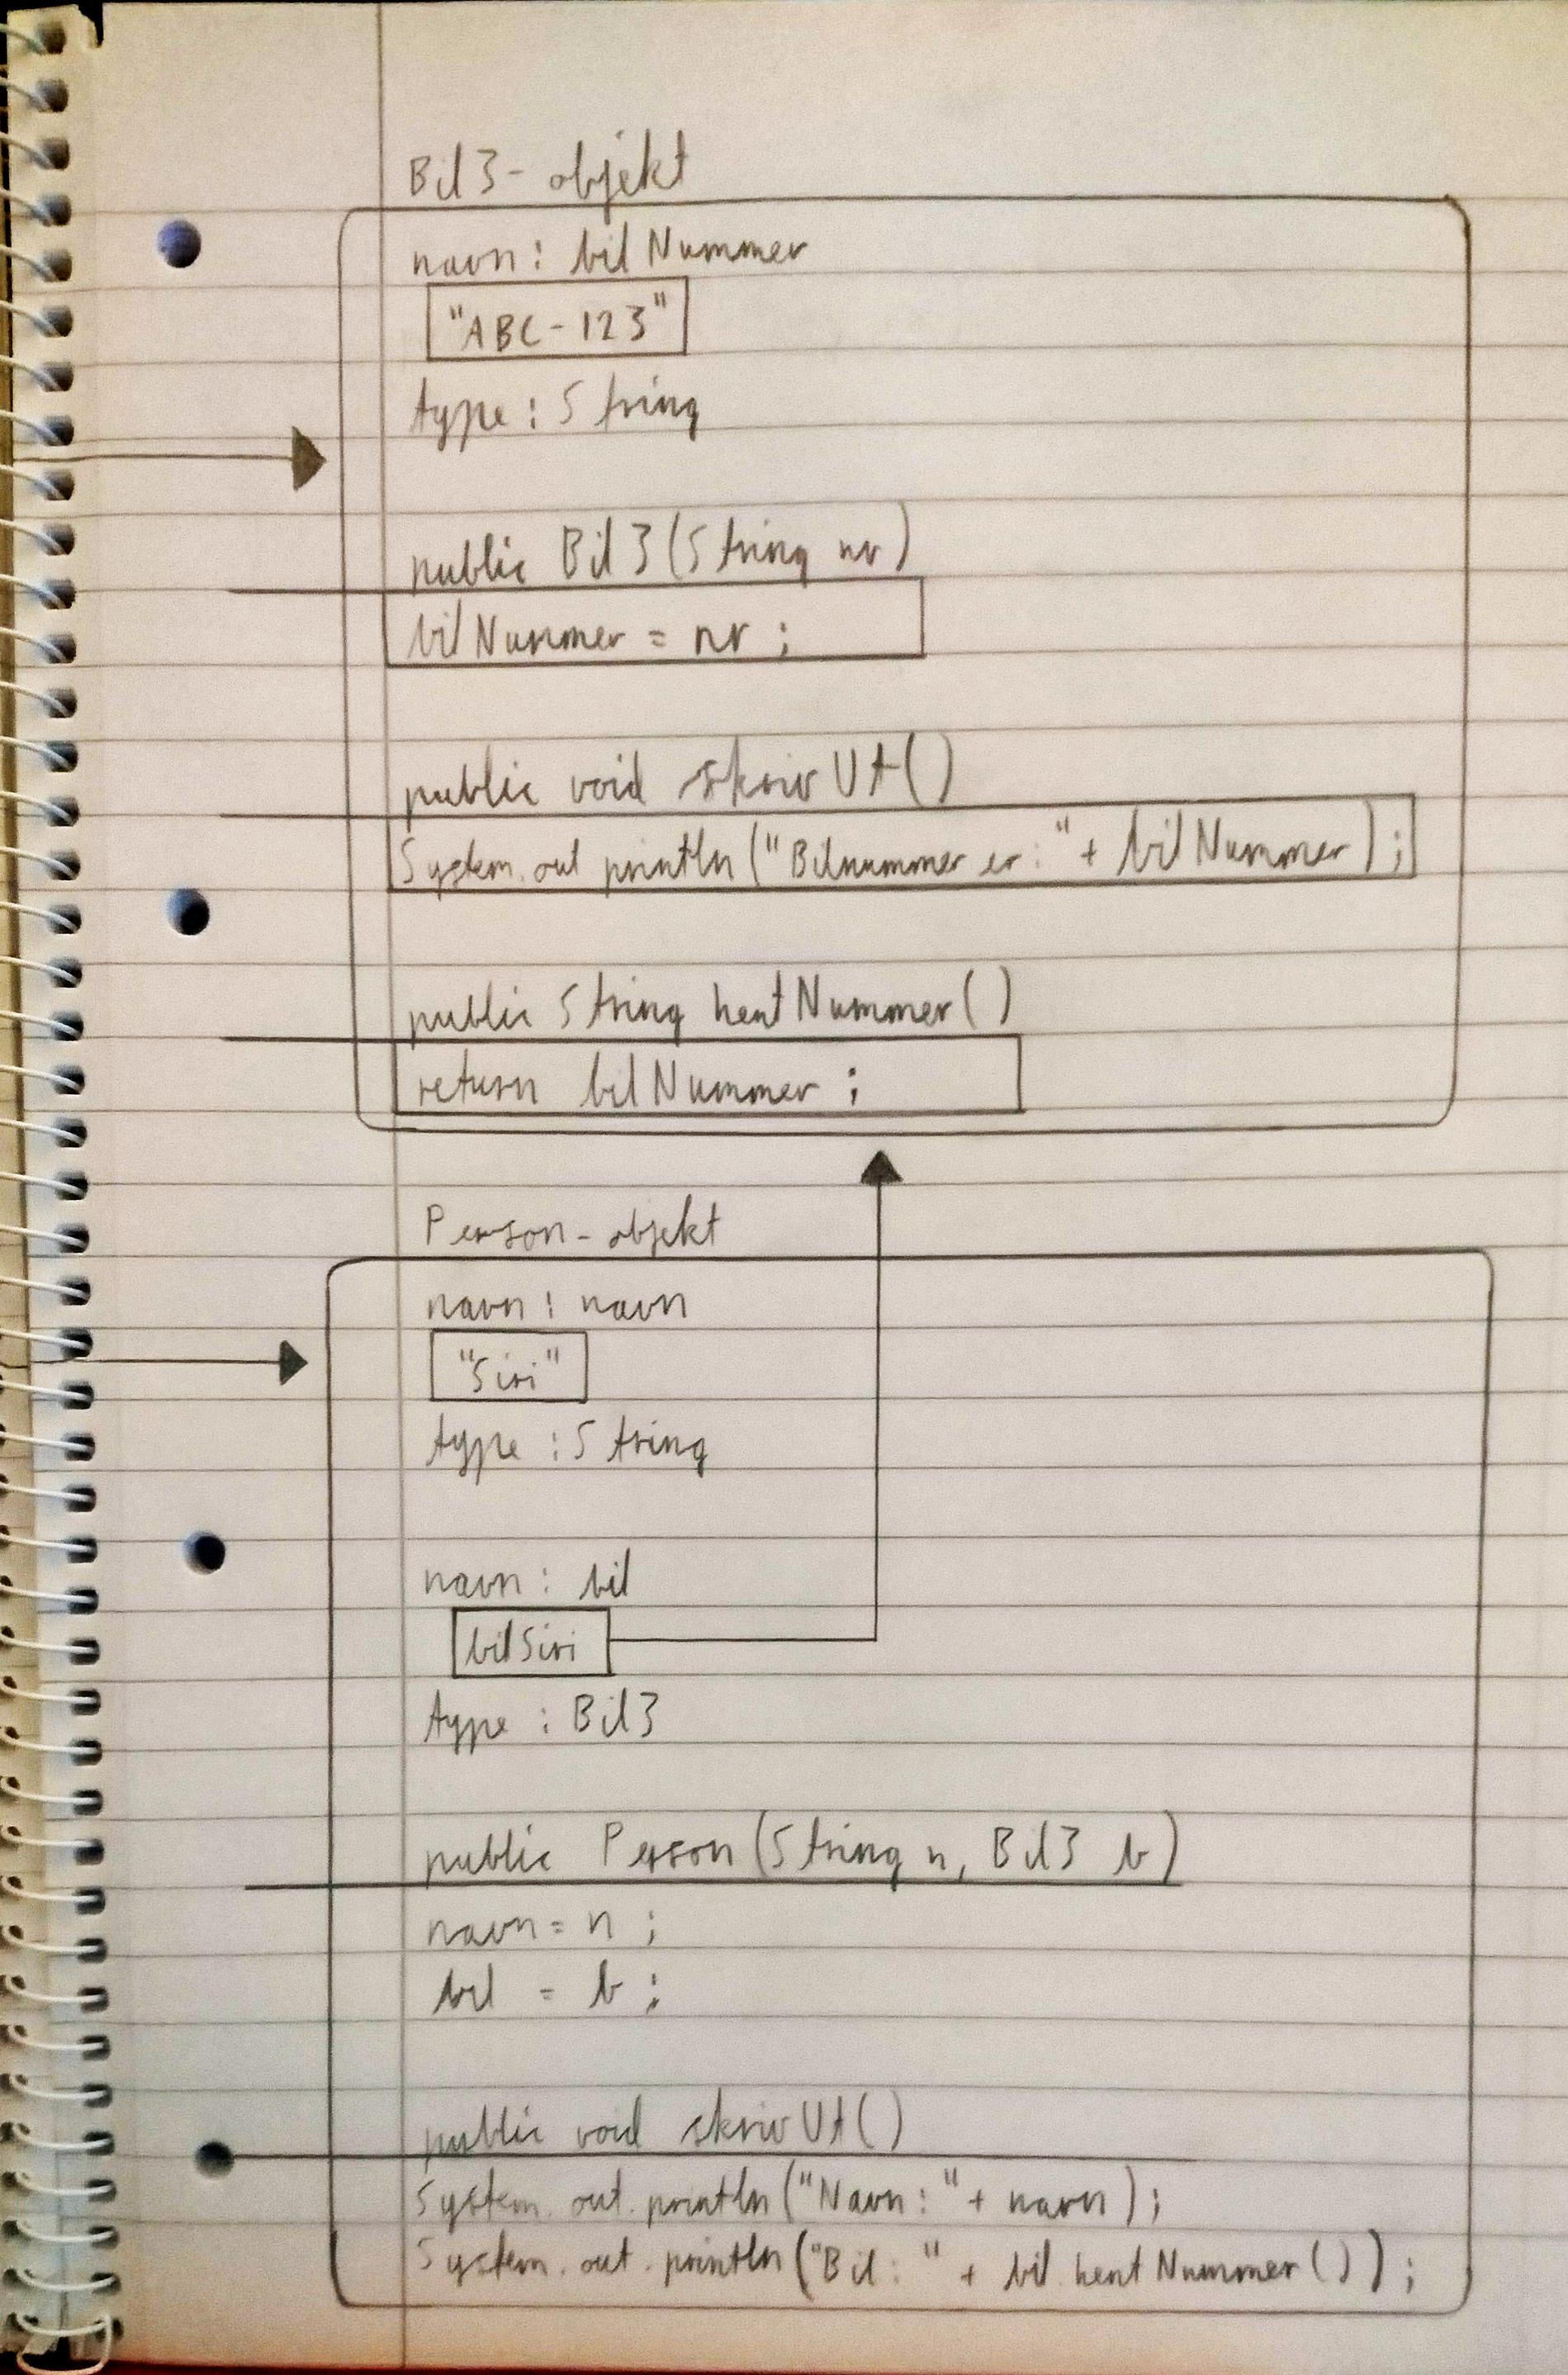 Bil3-objekt
navn: bilNummer
"ABC-123"
type: String
public Bil3(String nr)
bilNummer = nr;
public void skrivUt()
System.out.println("Bilnummer er: " + bilNummer);
public String hentNummer()
return bilNummer;
Person-objekt
navn: navn
"Siri"
type: String
navn: bil
bilSiri
type: Bil3
public Person(String n, Bil3 b)
navn = n;
bil = b;
public void skrivUt()
System.out.println("Navn: " + navn);
System.out.println("Bil: " + bil.hentNummer());